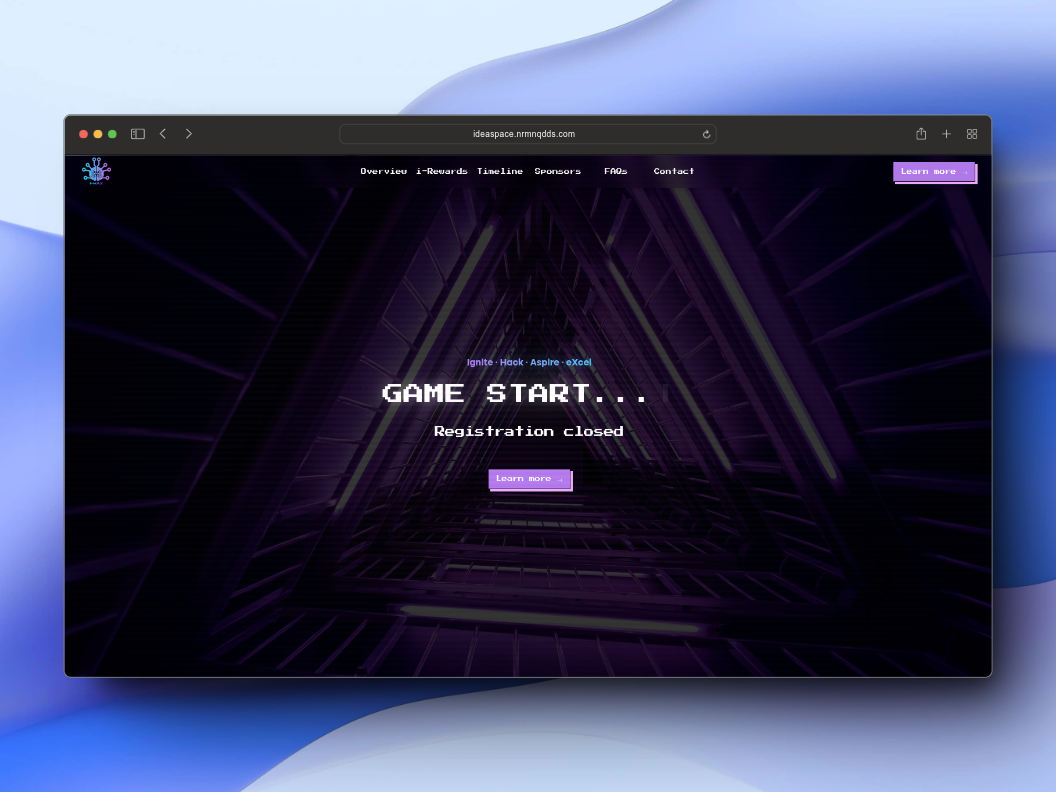 ideaspace.nrmnqdds.com
Overview i-Rewards Timeline Sponsors FAQs Contact
Learn more →
Ignite · Hack · Aspire · eXcel
GAME START...
Registration closed
Learn more →